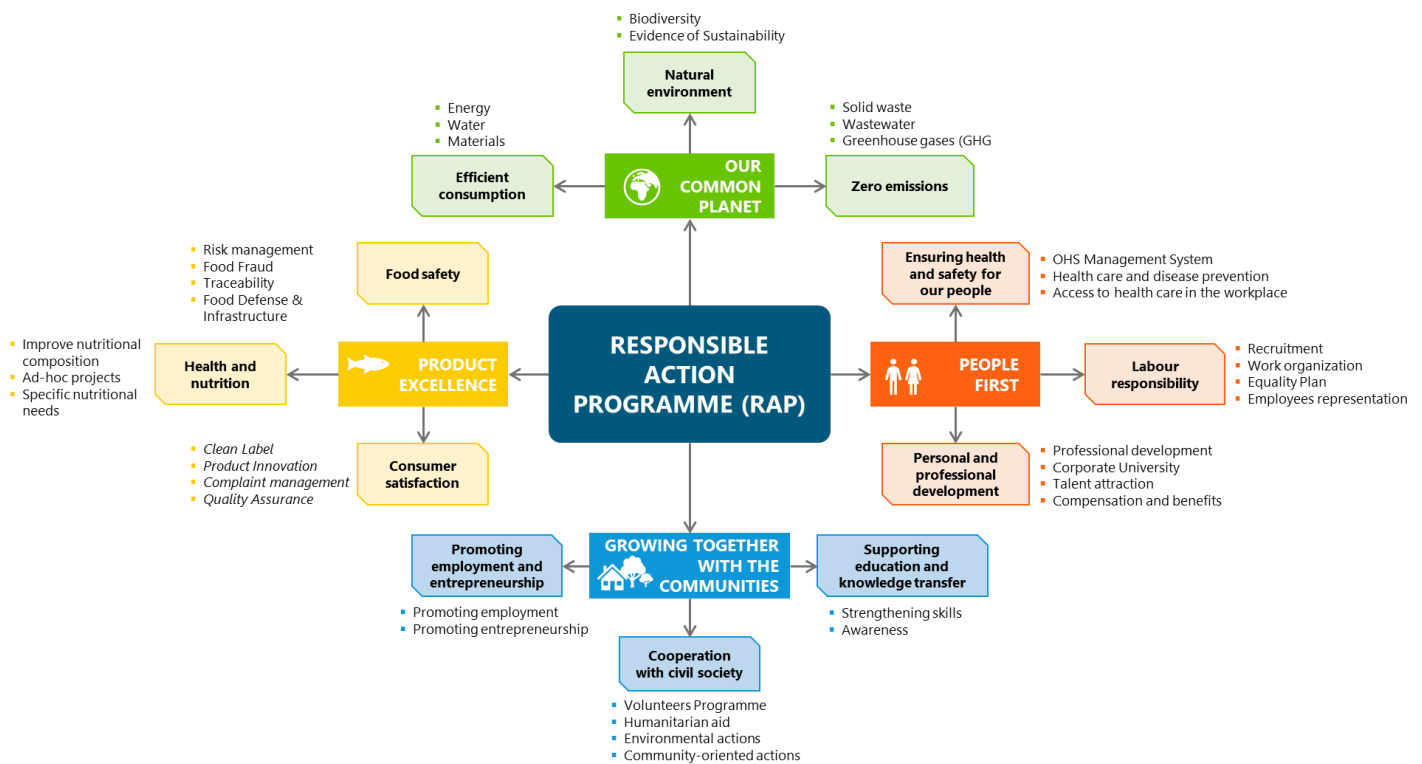 Biodiversity
Evidence of Sustainability
Natural
environment
Energy
Water
Materials
Efficient
consumption
OUR
COMMON
PLANET
Solid waste
Wastewater
Greenhouse gases (GHG
Zero emissions
Risk management
Food Fraud
Traceability
Food Defense &
Infrastructure
Food safety
Improve nutritional
composition
Ad-hoc projects
Specific nutritional
needs
Health and
nutrition
PRODUCT
EXCELLENCE
Clean Label
Product Innovation
Complaint management
Quality Assurance
Consumer
satisfaction
RESPONSIBLE
ACTION
PROGRAMME (RAP)
Ensuring health
and safety for
our people
OHS Management System
Health care and disease prevention
Access to health care in the workplace
PEOPLE
FIRST
Labour
responsibility
Recruitment
Work organization
Equality Plan
Employees representation
Personal and
professional
development
Professional development
Corporate University
Talent attraction
Compensation and benefits
Promoting
employment and
entrepreneurship
Promoting employment
Promoting entrepreneurship
GROWING TOGETHER
WITH THE
COMMUNITIES
Supporting
education and
knowledge transfer
Strengthening skills
Awareness
Cooperation
with civil society
Volunteers Programme
Humanitarian aid
Environmental actions
Community-oriented actions